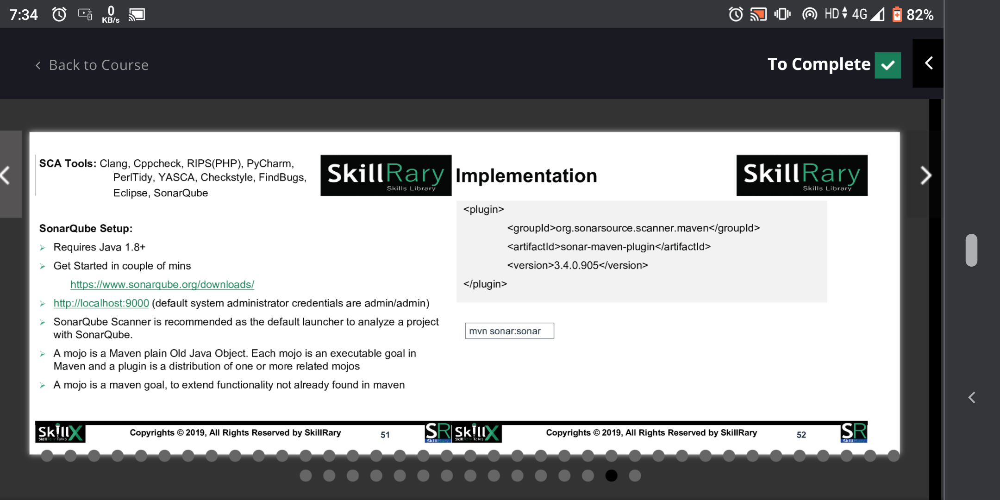 7:34
0
KB/s
HD 4G 82%
Back to Course
To Complete
SCA Tools: Clang, Cppcheck, RIPS(PHP), PyCharm,
PerlTidy, YASCA, Checkstyle, FindBugs,
Eclipse, SonarQube
SkillRary
Skills Library
SonarQube Setup:
Requires Java 1.8+
Get Started in couple of mins
https://www.sonarqube.org/downloads/
http://localhost:9000 (default system administrator credentials are admin/admin)
SonarQube Scanner is recommended as the default launcher to analyze a project
with SonarQube.
A mojo is a Maven plain Old Java Object. Each mojo is an executable goal in
Maven and a plugin is a distribution of one or more related mojos
A mojo is a maven goal, to extend functionality not already found in maven
SkillX
Copyrights © 2019, All Rights Reserved by SkillRary
51
SR
Implementation
SkillRary
Skills Library
<plugin>
<groupId>org.sonarsource.scanner.maven</groupId>
<artifactId>sonar-maven-plugin</artifactId>
<version>3.4.0.905</version>
</plugin>
mvn sonar:sonar
SkillX
Copyrights © 2019, All Rights Reserved by SkillRary
52
SR